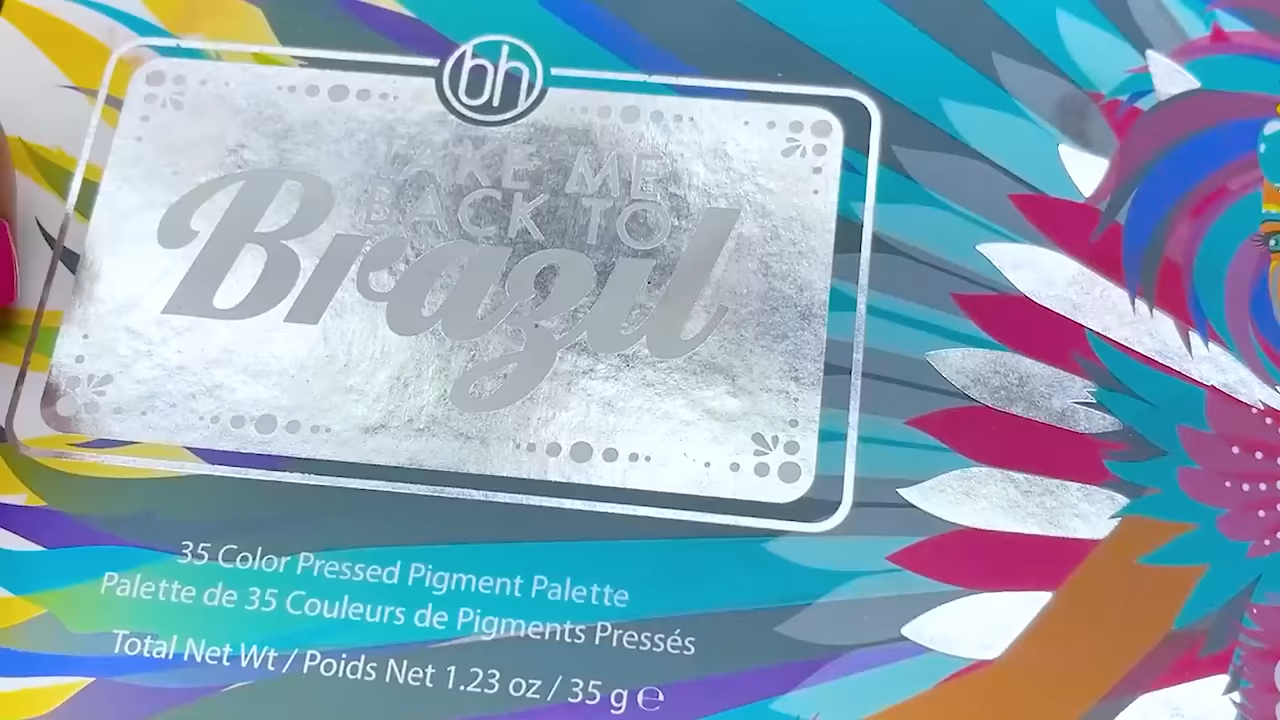 bh
TAKE ME
BACK TO
Brazil
35 Color Pressed Pigment Palette
Palette de 35 Couleurs de Pigments Pressés
Total Net Wt / Poids Net 1.23 oz / 35 g ℮